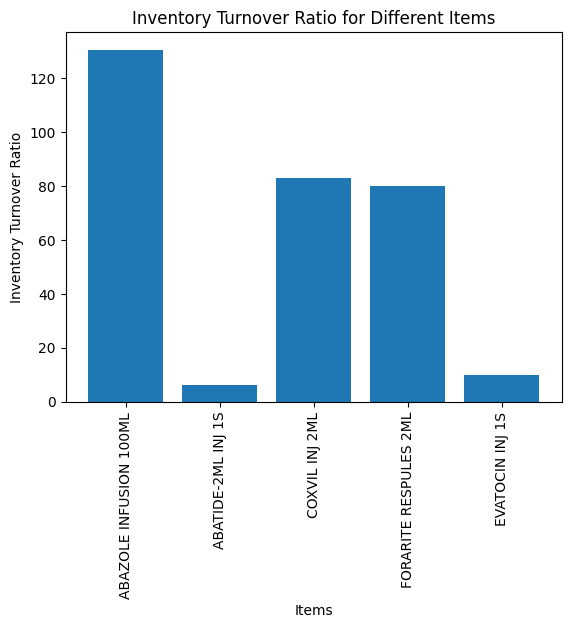 Inventory Turnover Ratio for Different Items
Inventory Turnover Ratio
120
100
80
60
40
20
0
ABAZOLE INFUSION 100ML
ABATIDE-2ML INJ 1S
COXVIL INJ 2ML
FORARITE RESPULES 2ML
EVATOCIN INJ 1S
Items